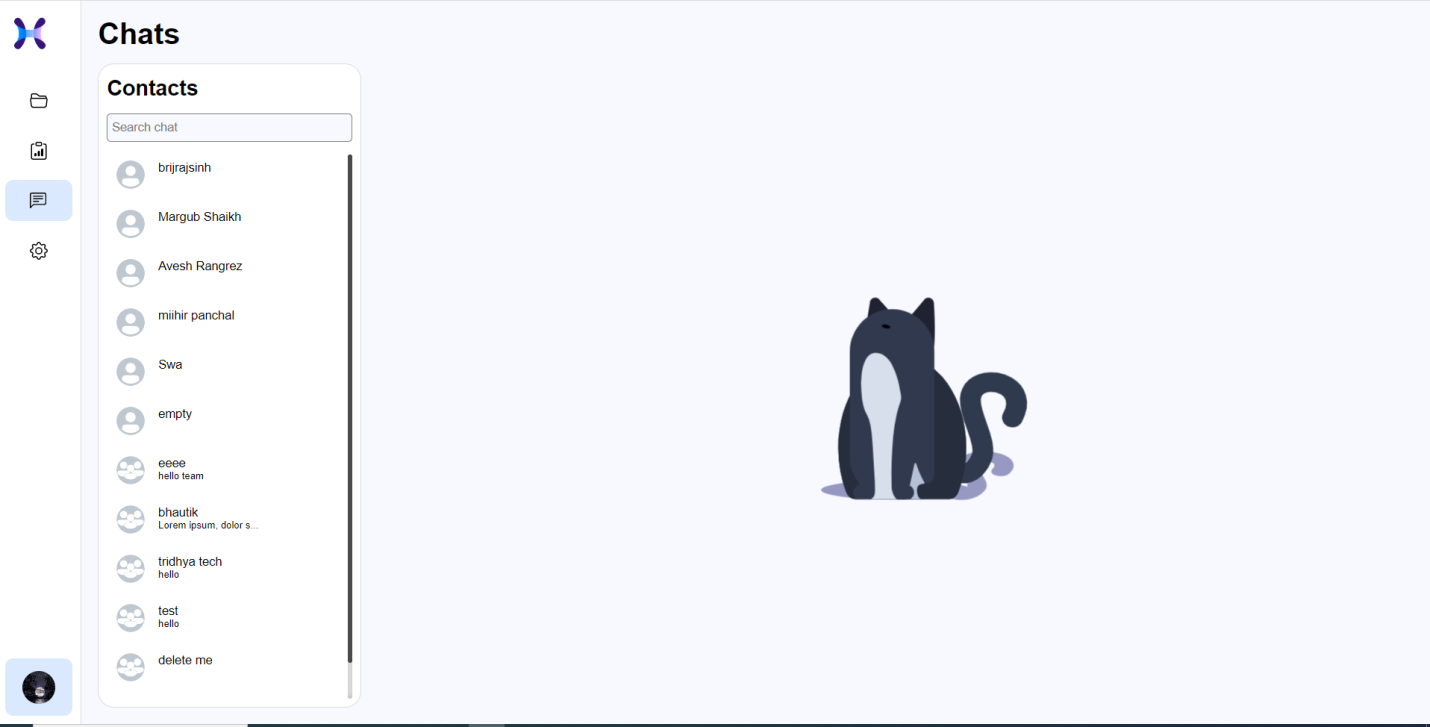 Chats
Contacts
Search chat
brijrajsinh
Margub Shaikh
Avesh Rangrez
miihir panchal
Swa
empty
eeee
hello team
bhautik
Lorem ipsum, dolor s...
tridhya tech
hello
test
hello
delete me